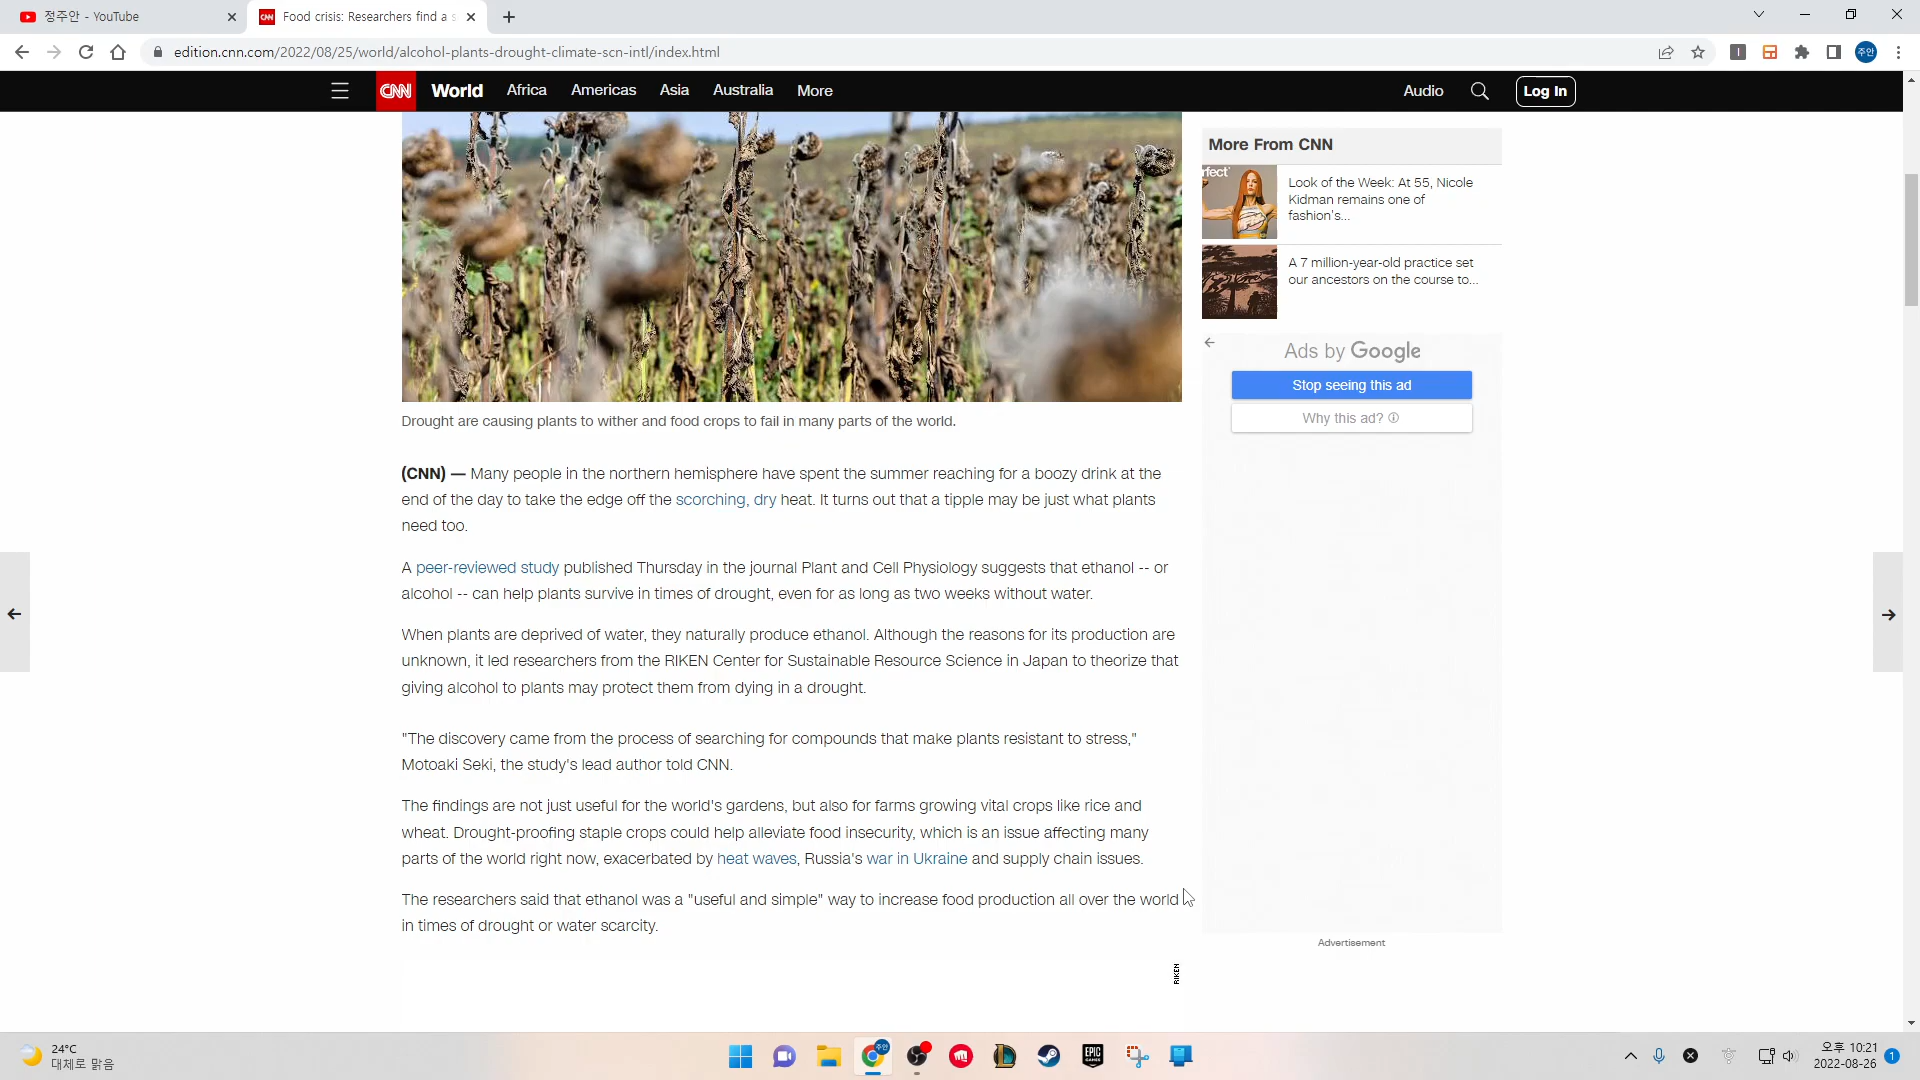 정주안 - YouTube
Food crisis: Researchers find a s
edition.cnn.com/2022/08/25/world/alcohol-plants-drought-climate-scn-intl/index.html
주안
CNN World Africa Americas Asia Australia More Audio Log In
More From CNN
rfect
Look of the Week: At 55, Nicole
Kidman remains one of
fashion's...
A 7 million-year-old practice set
our ancestors on the course to...
Ads by Google
Stop seeing this ad
Why this ad?
Advertisement
Drought are causing plants to wither and food crops to fail in many parts of the world.
(CNN) — Many people in the northern hemisphere have spent the summer reaching for a boozy drink at the
end of the day to take the edge off the scorching, dry heat. It turns out that a tipple may be just what plants
need too.
A peer-reviewed study published Thursday in the journal Plant and Cell Physiology suggests that ethanol -- or
alcohol -- can help plants survive in times of drought, even for as long as two weeks without water.
When plants are deprived of water, they naturally produce ethanol. Although the reasons for its production are
unknown, it led researchers from the RIKEN Center for Sustainable Resource Science in Japan to theorize that
giving alcohol to plants may protect them from dying in a drought.
"The discovery came from the process of searching for compounds that make plants resistant to stress,"
Motoaki Seki, the study's lead author told CNN.
The findings are not just useful for the world's gardens, but also for farms growing vital crops like rice and
wheat. Drought-proofing staple crops could help alleviate food insecurity, which is an issue affecting many
parts of the world right now, exacerbated by heat waves, Russia's war in Ukraine and supply chain issues.
The researchers said that ethanol was a "useful and simple" way to increase food production all over the world
in times of drought or water scarcity.
RIKEN
24°C
대체로 맑음
주안
EPIC GAMES
오후 10:21
2022-08-26
1